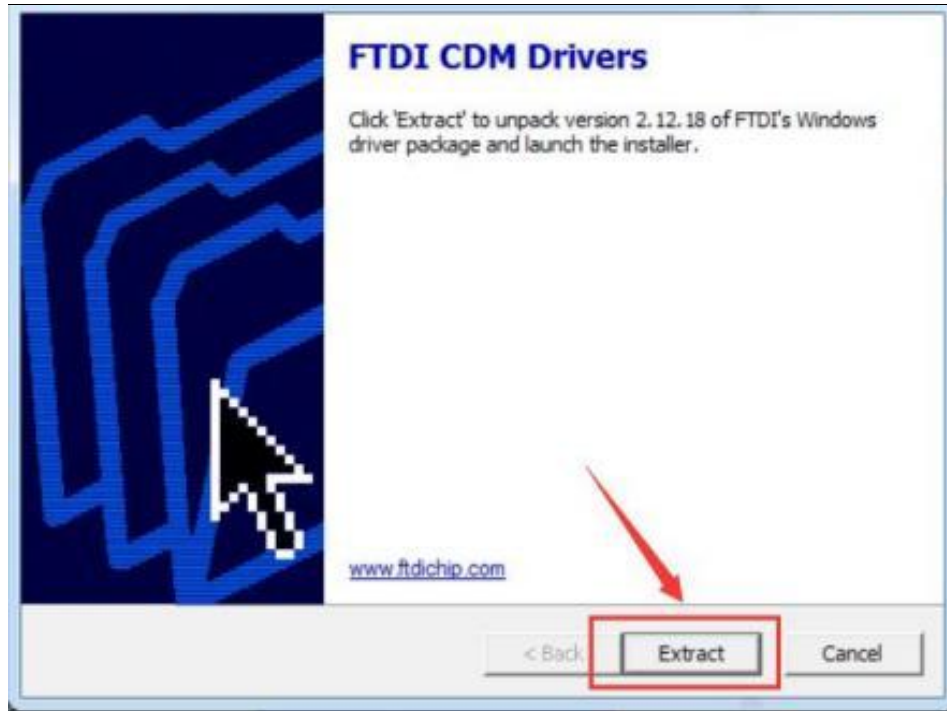 FTDI CDM Drivers
Click 'Extract' to unpack version 2.12.18 of FTDI's Windows
driver package and launch the installer.
www.ftdichip.com
< Back
Extract
Cancel